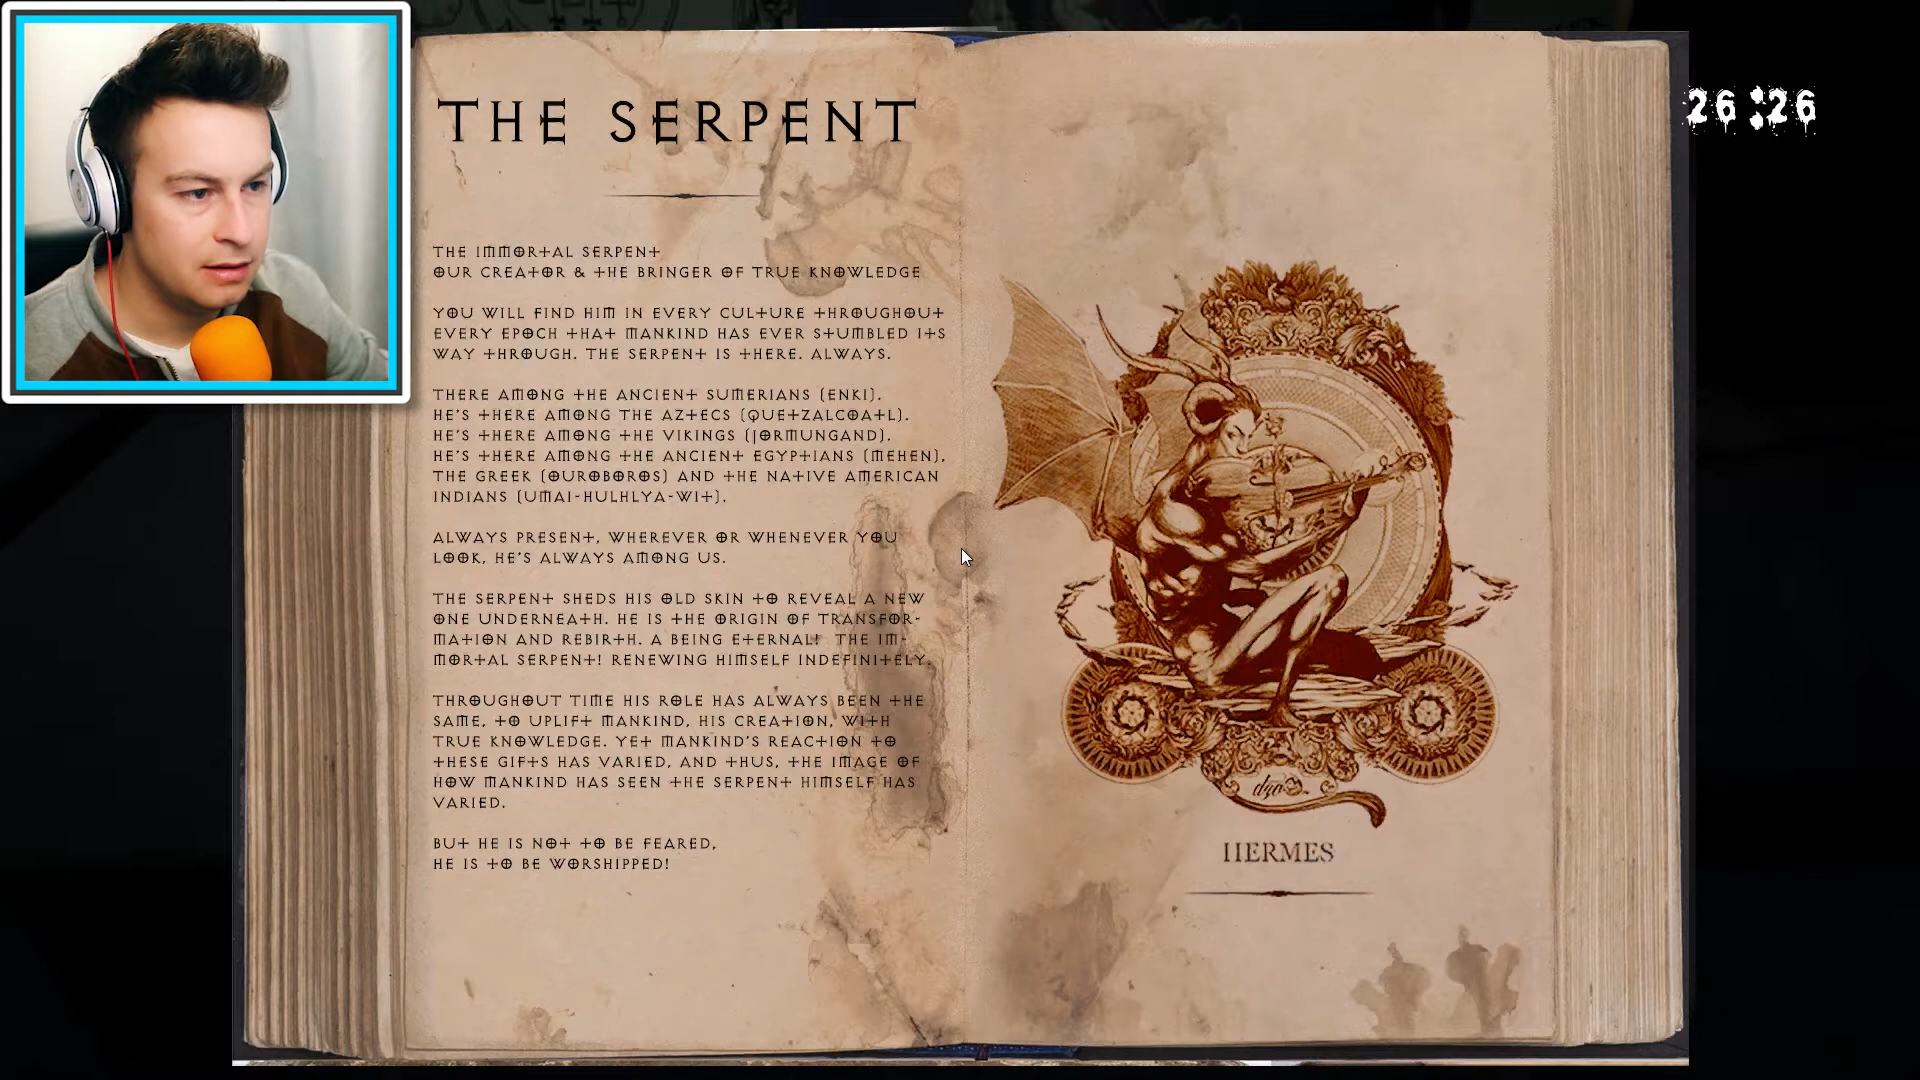 26:26
THE SERPENT
THE IMMORTAL SERPENT
OUR CREATOR & THE BRINGER OF TRUE KNOWLEDGE
YOU WILL FIND HIM IN EVERY CULTURE THROUGHOUT
EVERY EPOCH THAT MANKIND HAS EVER STUMBLED ITS
WAY THROUGH. THE SERPENT IS THERE. ALWAYS.
THERE AMONG THE ANCIENT SUMERIANS (ENKI).
HE'S THERE AMONG THE AZTECS (QUETZALCOATL).
HE'S THERE AMONG THE VIKINGS (JORMUNGAND).
HE'S THERE AMONG THE ANCIENT EGYPTIANS (MEHEN),
THE GREEK (OUROBOROS) AND THE NATIVE AMERICAN
INDIANS (UMAI-HULHLYA-WIT).
ALWAYS PRESENT, WHEREVER OR WHENEVER YOU
LOOK, HE'S ALWAYS AMONG US.
THE SERPENT SHEDS HIS OLD SKIN TO REVEAL A NEW
ONE UNDERNEATH. HE IS THE ORIGIN OF TRANSFOR-
MATION AND REBIRTH. A BEING ETERNAL! THE IM-
MORTAL SERPENT! RENEWING HIMSELF INDEFINITELY.
THROUGHOUT TIME HIS ROLE HAS ALWAYS BEEN THE
SAME, TO UPLIFT MANKIND, HIS CREATION, WITH
TRUE KNOWLEDGE. YET MANKIND'S REACTION TO
THESE GIFTS HAS VARIED, AND THUS, THE IMAGE OF
HOW MANKIND HAS SEEN THE SERPENT HIMSELF HAS
VARIED.
BUT HE IS NOT TO BE FEARED,
HE IS TO BE WORSHIPPED!
HERMES